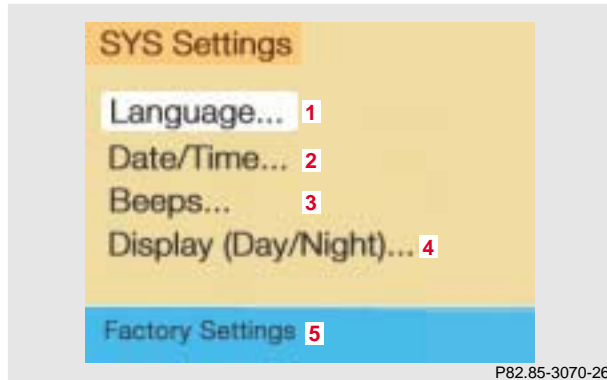 SYS Settings
Language... 1
Date/Time... 2
Beeps... 3
Display (Day/Night)... 4
Factory Settings 5
P82.85-3070-26